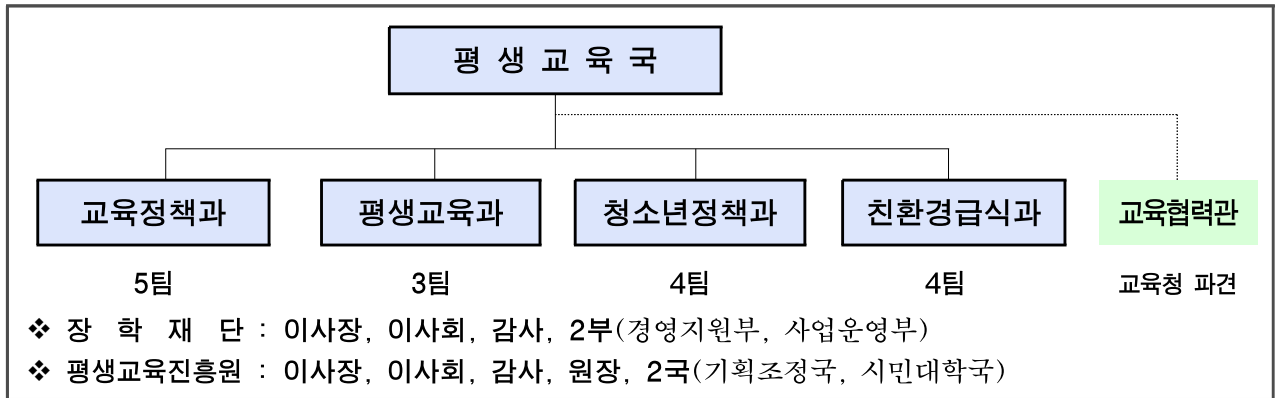 평 생 교 육 국
교육정책과 평생교육과 청소년정책과 친환경급식과 교육협력관
5팀 3팀 4팀 4팀 교육청 파견
❖ 장 학 재 단 : 이사장, 이사회, 감사, 2부(경영지원부, 사업운영부)
❖ 평생교육진흥원 : 이사장, 이사회, 감사, 원장, 2국(기획조정국, 시민대학국)